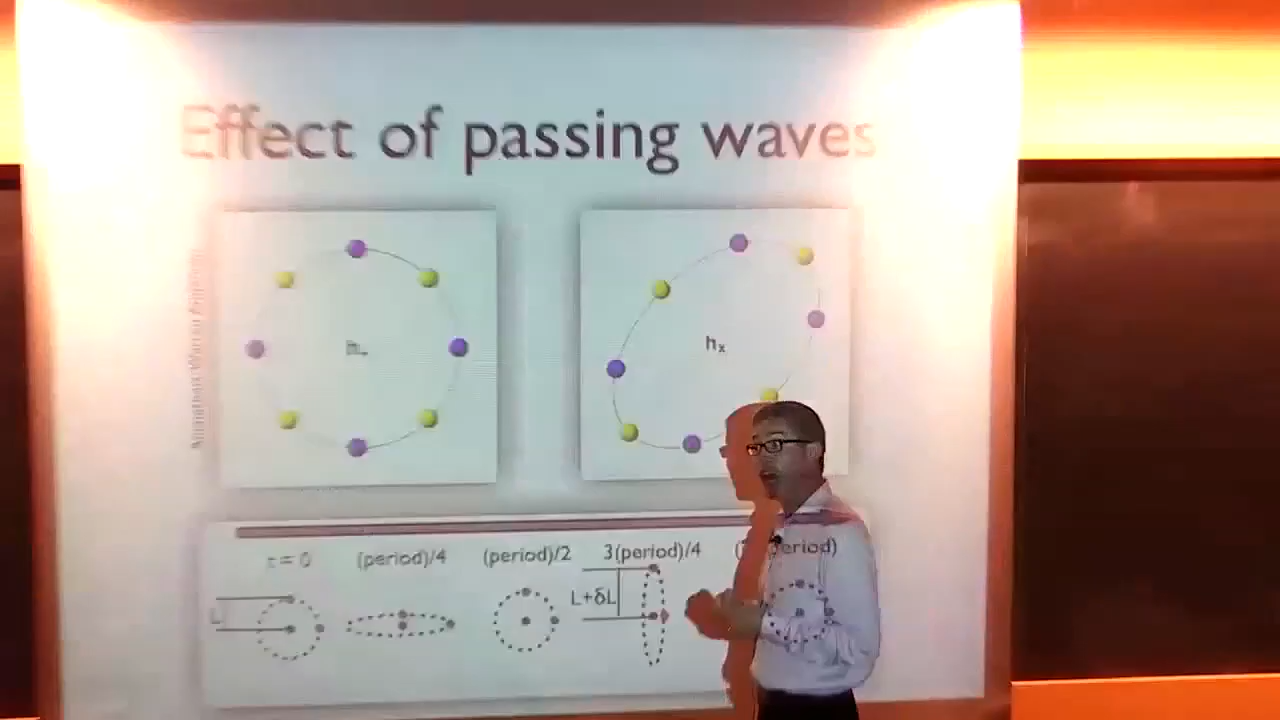 Effect of passing waves
hₓ
t = 0 (period)/4 (period)/2 3(period)/4 period)
L L+δL